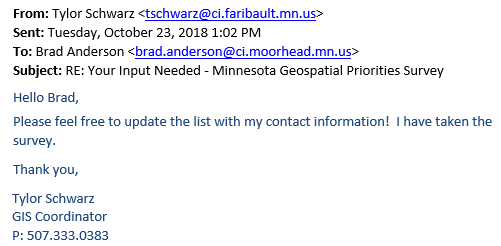 From: Tylor Schwarz <tschwarz@ci.faribault.mn.us>
Sent: Tuesday, October 23, 2018 1:02 PM
To: Brad Anderson <brad.anderson@ci.moorhead.mn.us>
Subject: RE: Your Input Needed - Minnesota Geospatial Priorities Survey
Hello Brad,
Please feel free to update the list with my contact information!  I have taken the
survey.
Thank you,
Tylor Schwarz
GIS Coordinator
P: 507.333.0383